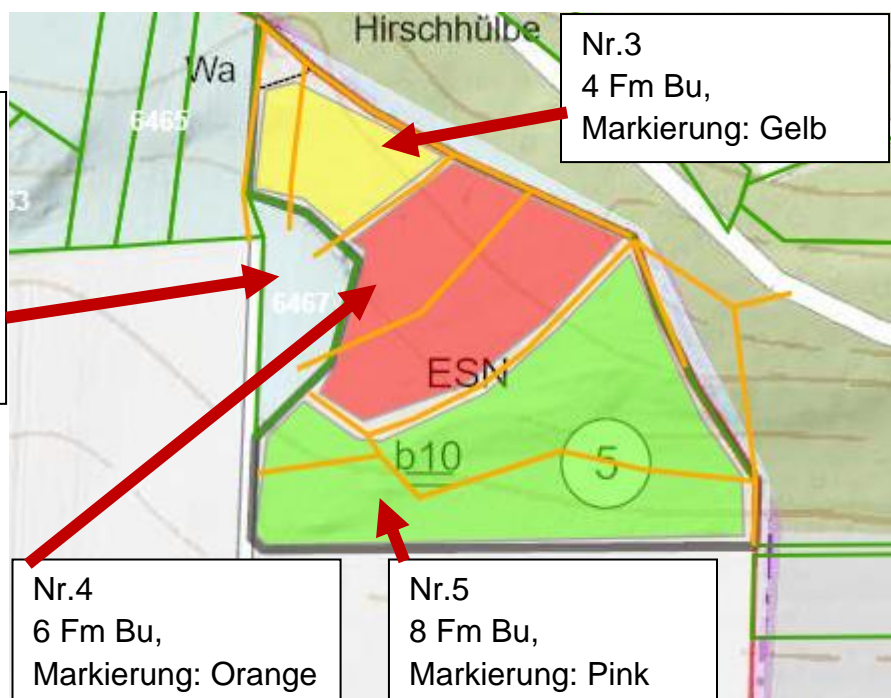 Hirschhülbe
Nr.3
4 Fm Bu,
Markierung: Gelb
Wa
6465
6467
ESN
b10
5
Nr.4
6 Fm Bu,
Markierung: Orange
Nr.5
8 Fm Bu,
Markierung: Pink